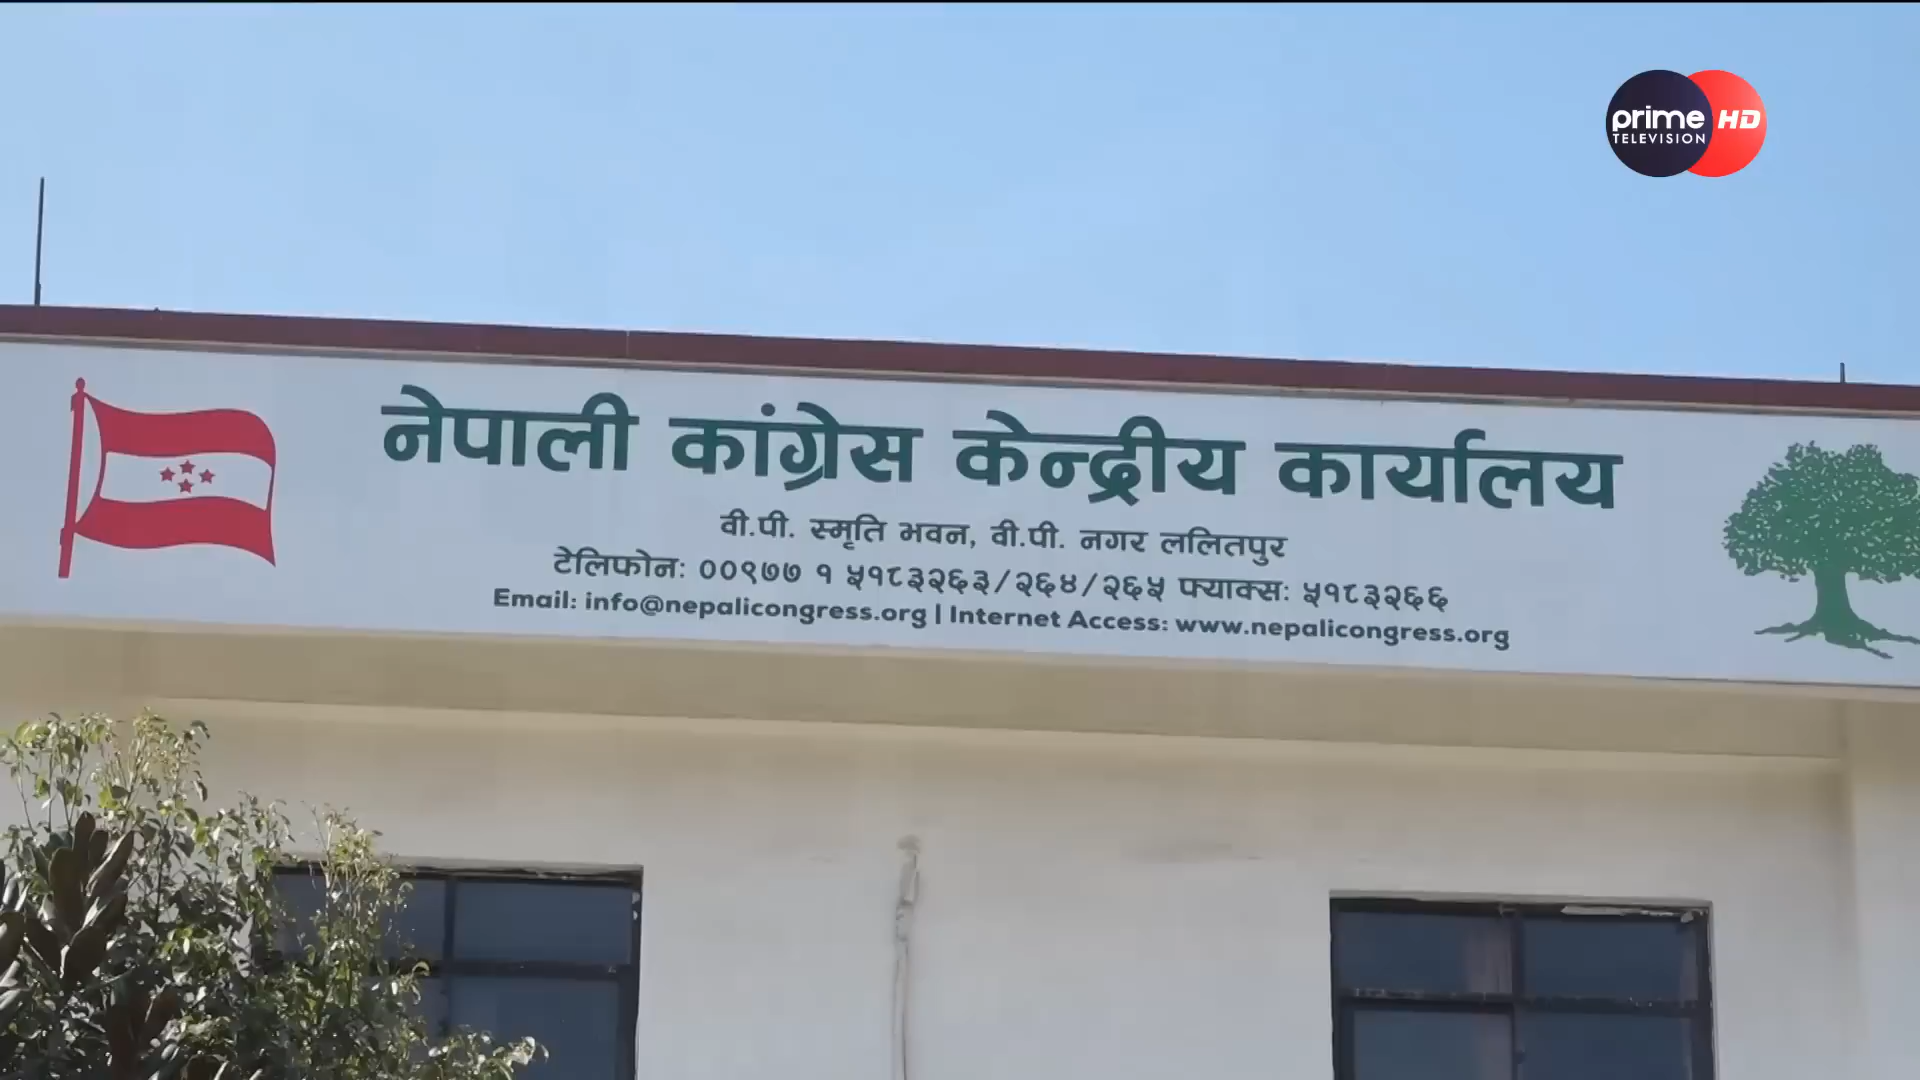 prime HD
TELEVISION
नेपाली कांग्रेस केन्द्रीय कार्यालय
वी.पी. स्मृति भवन, वी.पी. नगर ललितपुर
टेलिफोन: ००९७७ १ ५१८३२६३/२६४/२६५ फ्याक्स: ५१८३२६६
Email: info@nepalicongress.org | Internet Access: www.nepalicongress.org